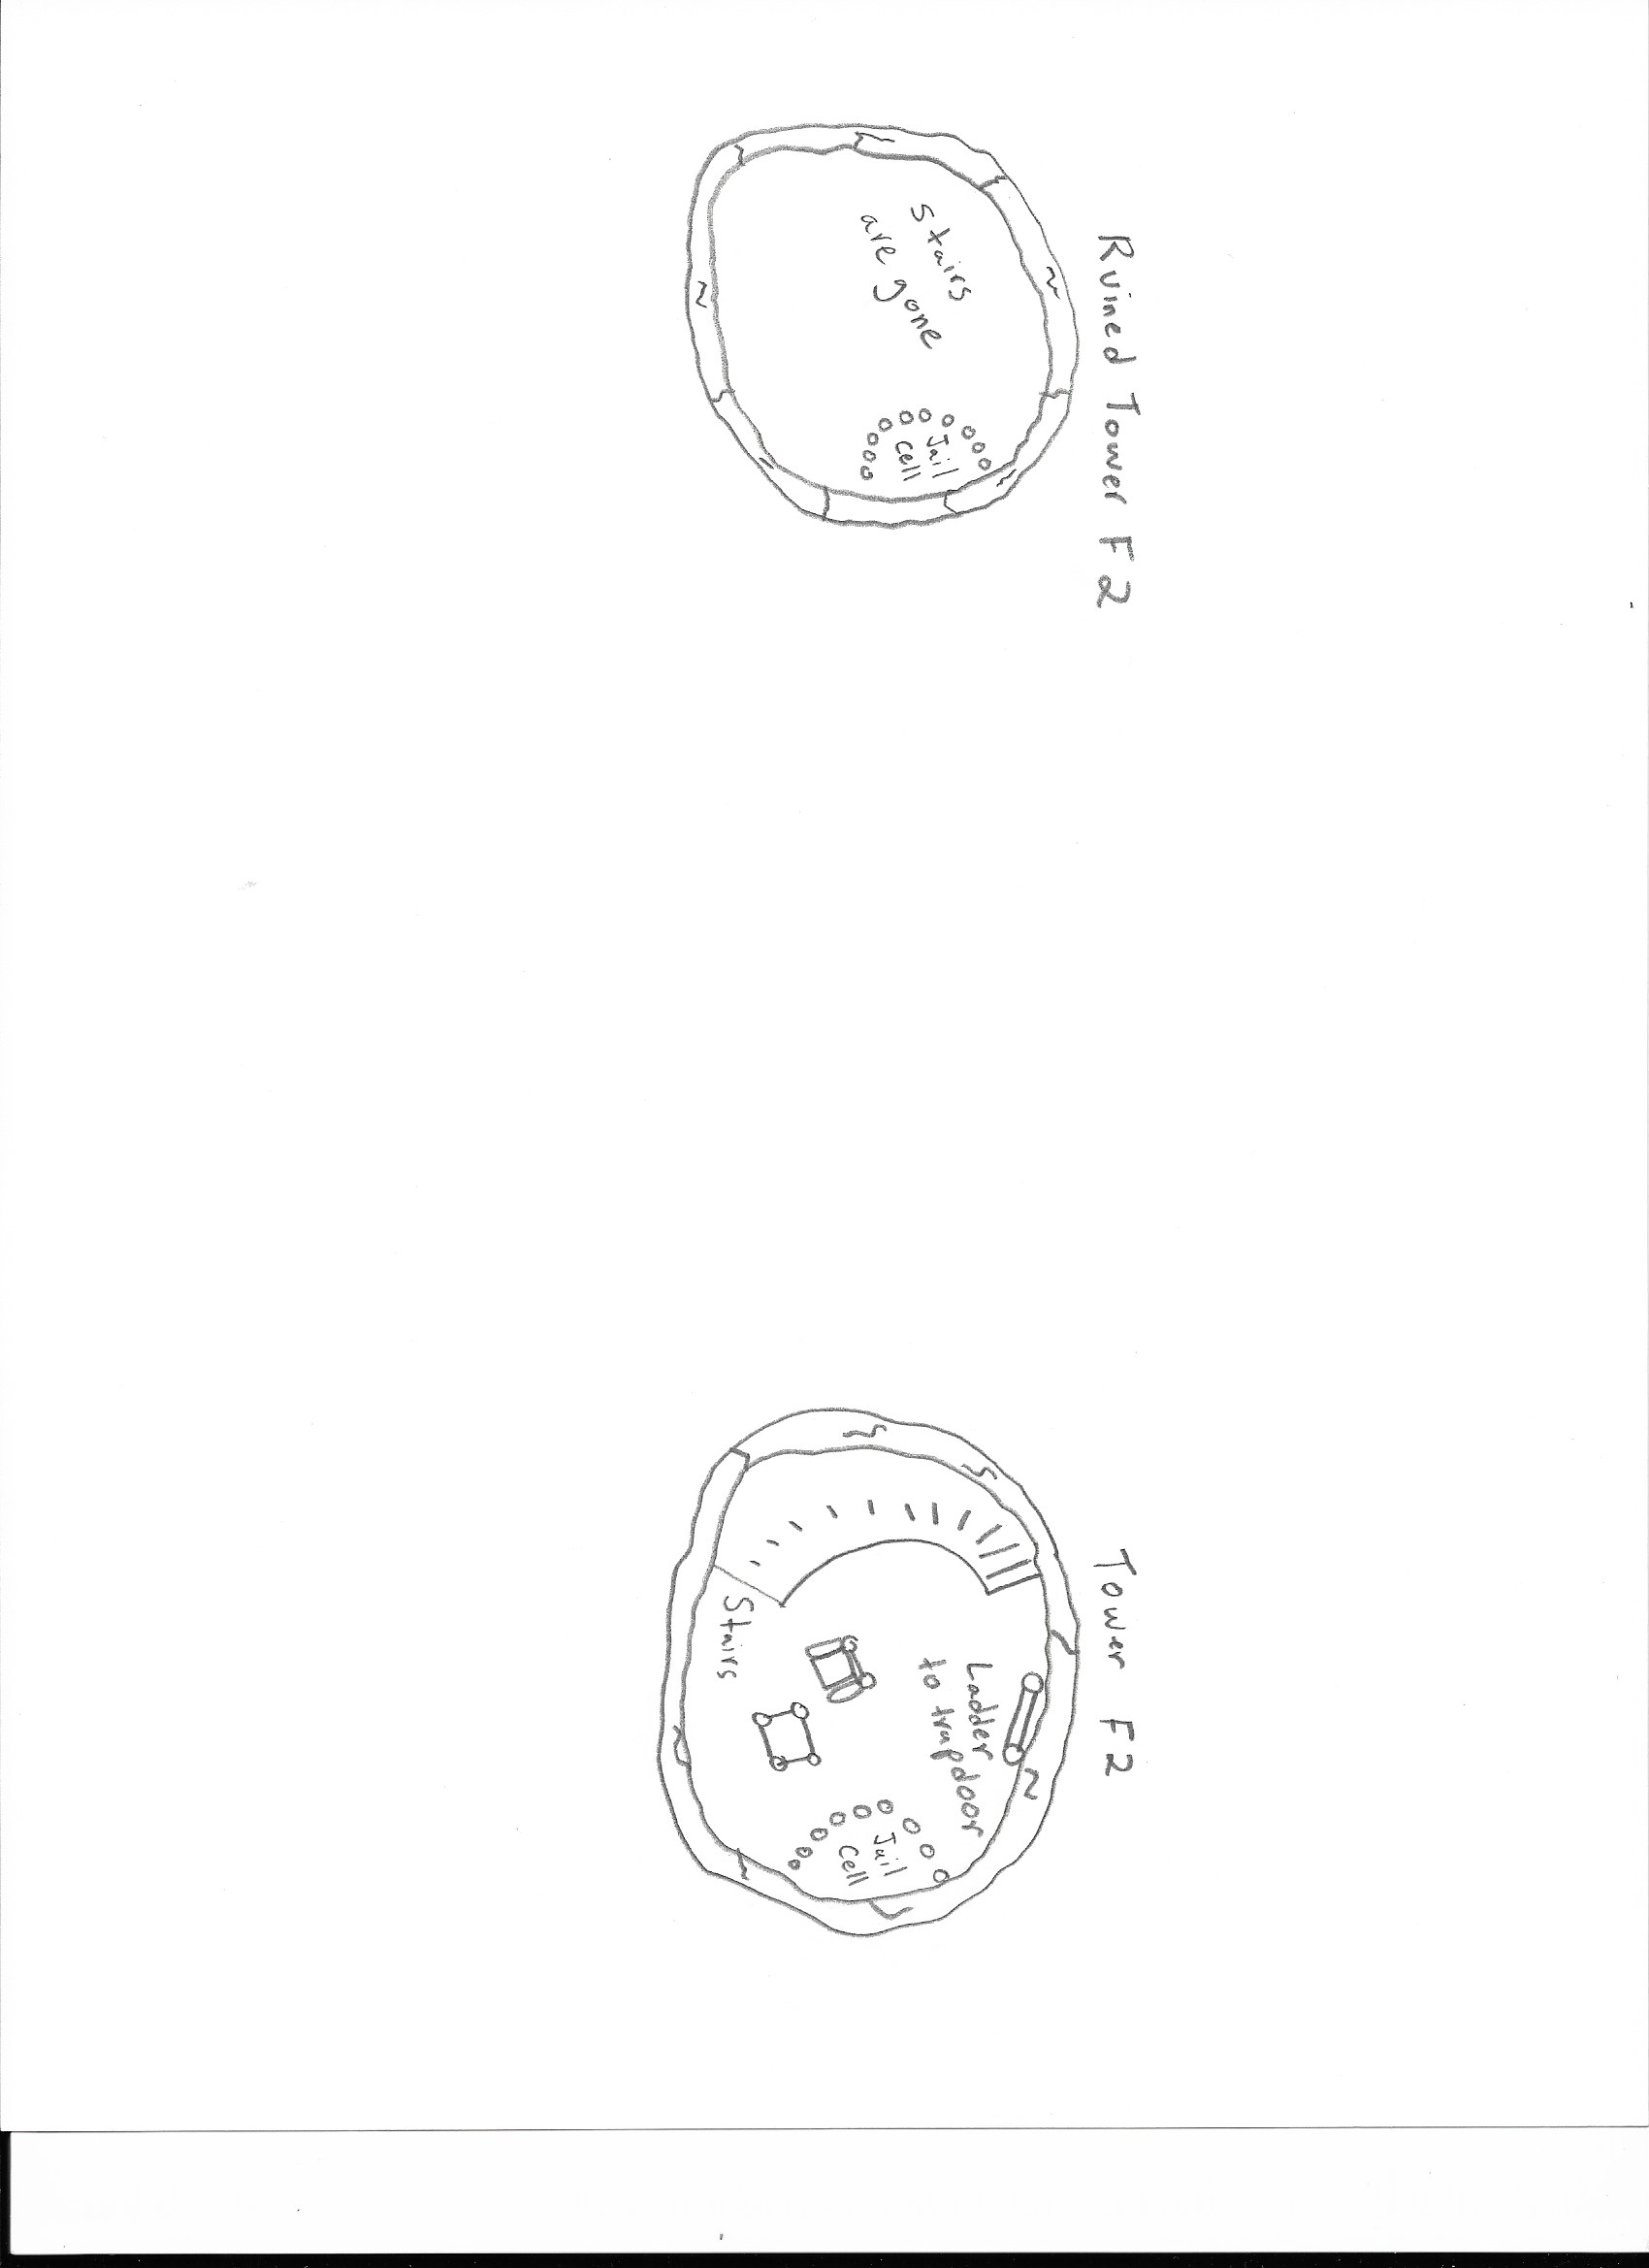 Ruined Tower F2
Stairs
are gone
Jail
Cell
Tower F2
Stairs
Ladder
to trapdoor
Jail
Cell